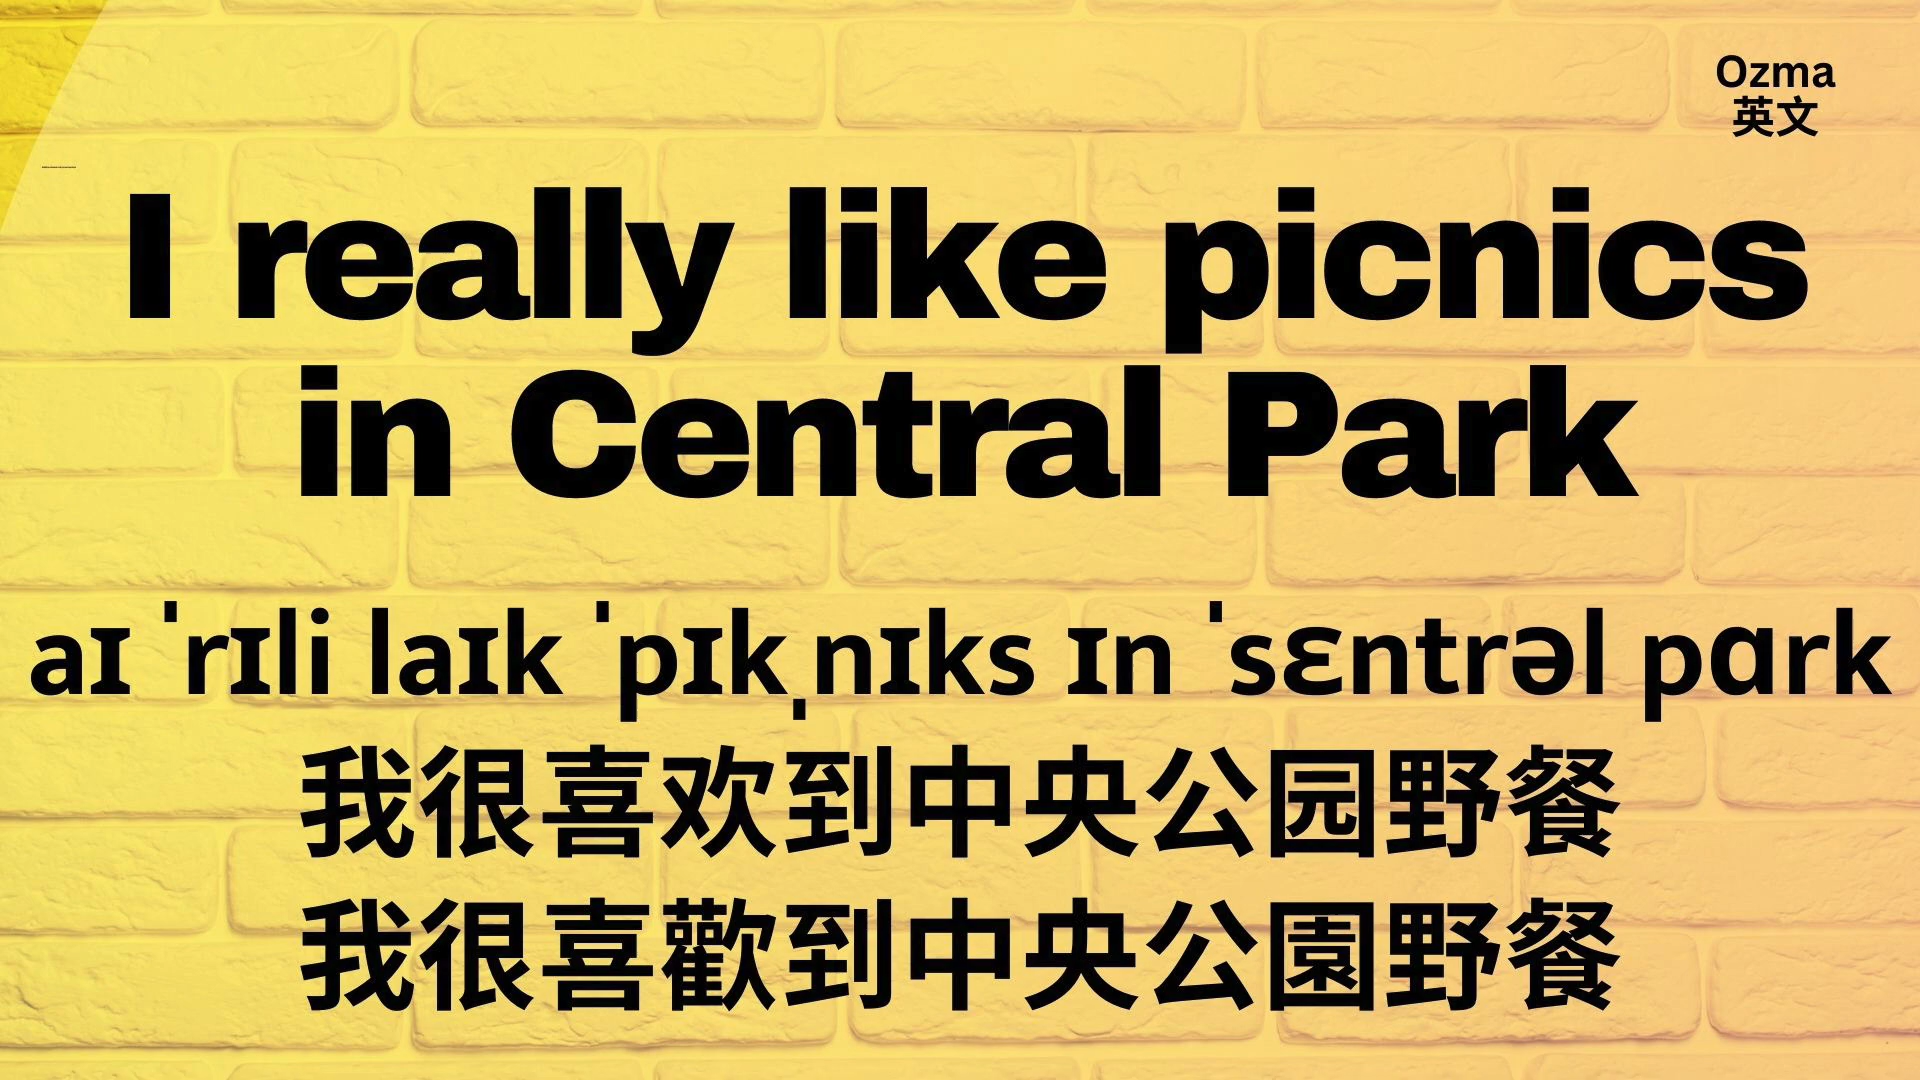 Ozma
英文
I really like picnics
in Central Park
aɪ ˈrɪli laɪk ˈpɪkˌnɪks ɪn ˈsɛntrəl pɑrk
我很喜欢到中央公园野餐
我很喜歡到中央公園野餐